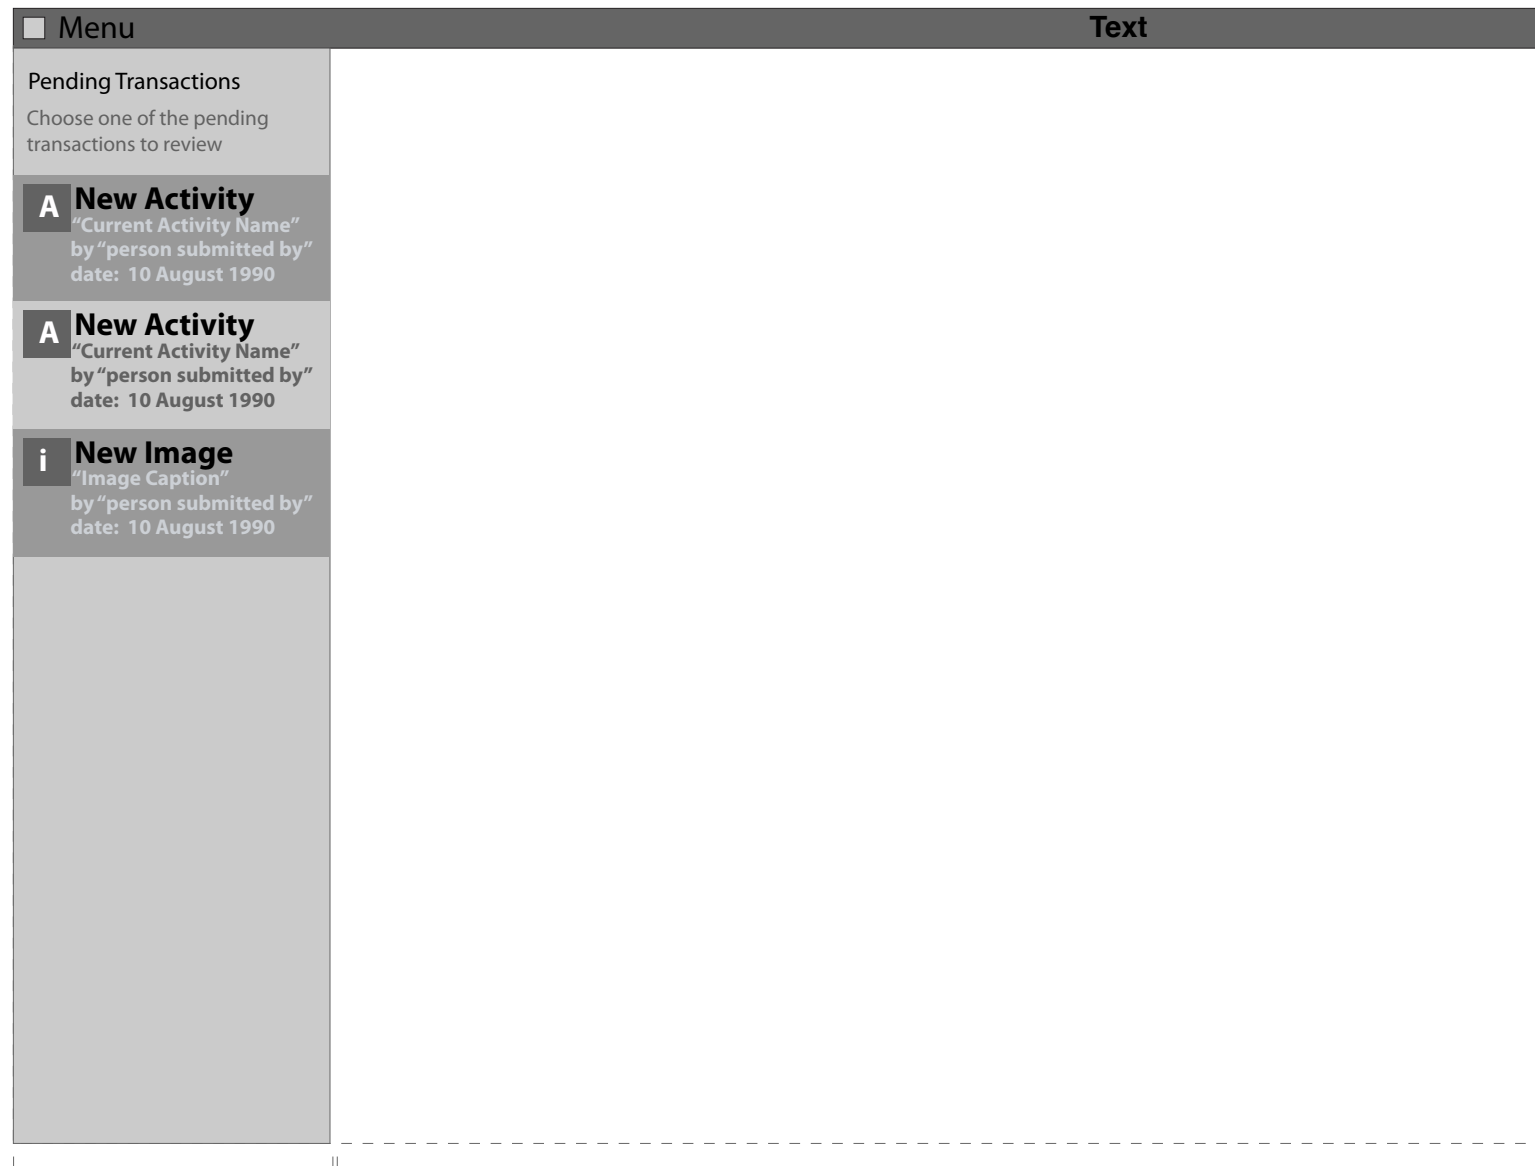 Menu
Text
Pending Transactions
Choose one of the pending
transactions to review
A
New Activity
“Current Activity Name”
by “person submitted by”
date:  10 August 1990
A
New Activity
“Current Activity Name”
by “person submitted by”
date:  10 August 1990
i
New Image
“Image Caption”
by “person submitted by”
date:  10 August 1990